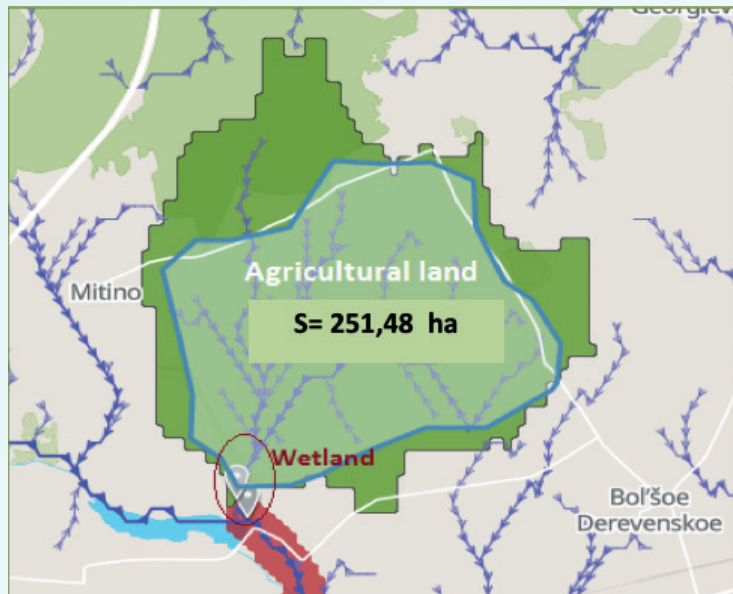 Mitino
Agricultural land
S= 251,48 ha
Wetland
Bol'šoe
Derevenskoe